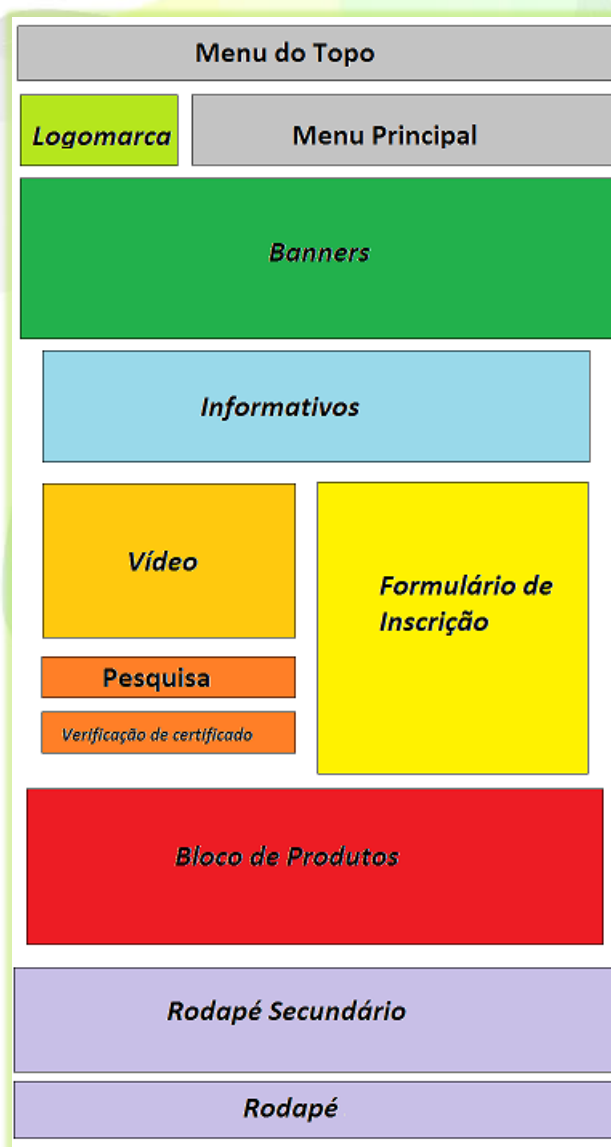 Menu do Topo
Logomarca
Menu Principal
Banners
Informativos
Vídeo
Formulário de
Inscrição
Pesquisa
Verificação de certificado
Bloco de Produtos
Rodapé Secundário
Rodapé